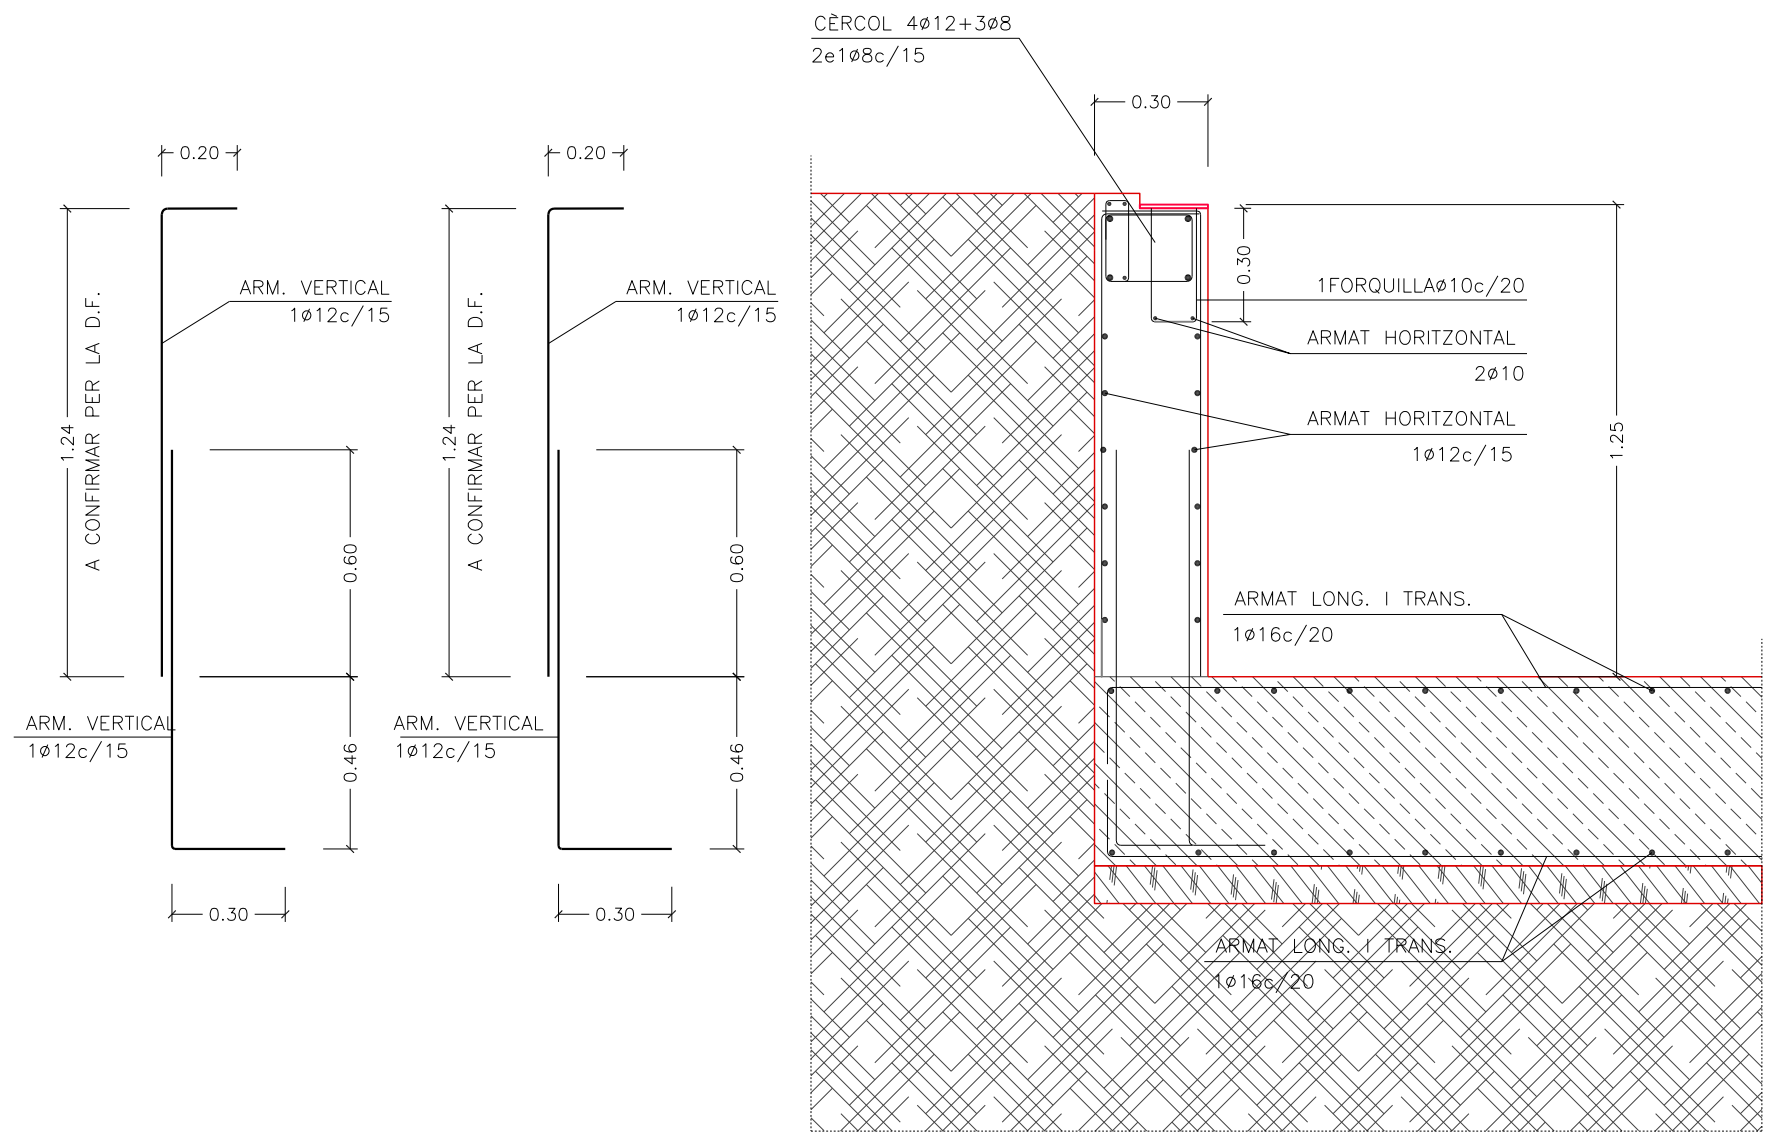 CÈRCOL 4ø12+3ø8
2e1ø8c/15
0.30
0.20
0.20
ARM. VERTICAL
1ø12c/15
ARM. VERTICAL
1ø12c/15
1.24
A CONFIRMAR PER LA D.F.
1.24
A CONFIRMAR PER LA D.F.
0.30
1FORQUILLAø10c/20
ARMAT HORITZONTAL
2ø10
ARMAT HORITZONTAL
1ø12c/15
1.25
0.60
0.60
ARMAT LONG. I TRANS.
1ø16c/20
ARM. VERTICAL
1ø12c/15
ARM. VERTICAL
1ø12c/15
0.46
0.46
0.30
0.30
ARMAT LONG. I TRANS.
1ø16c/20